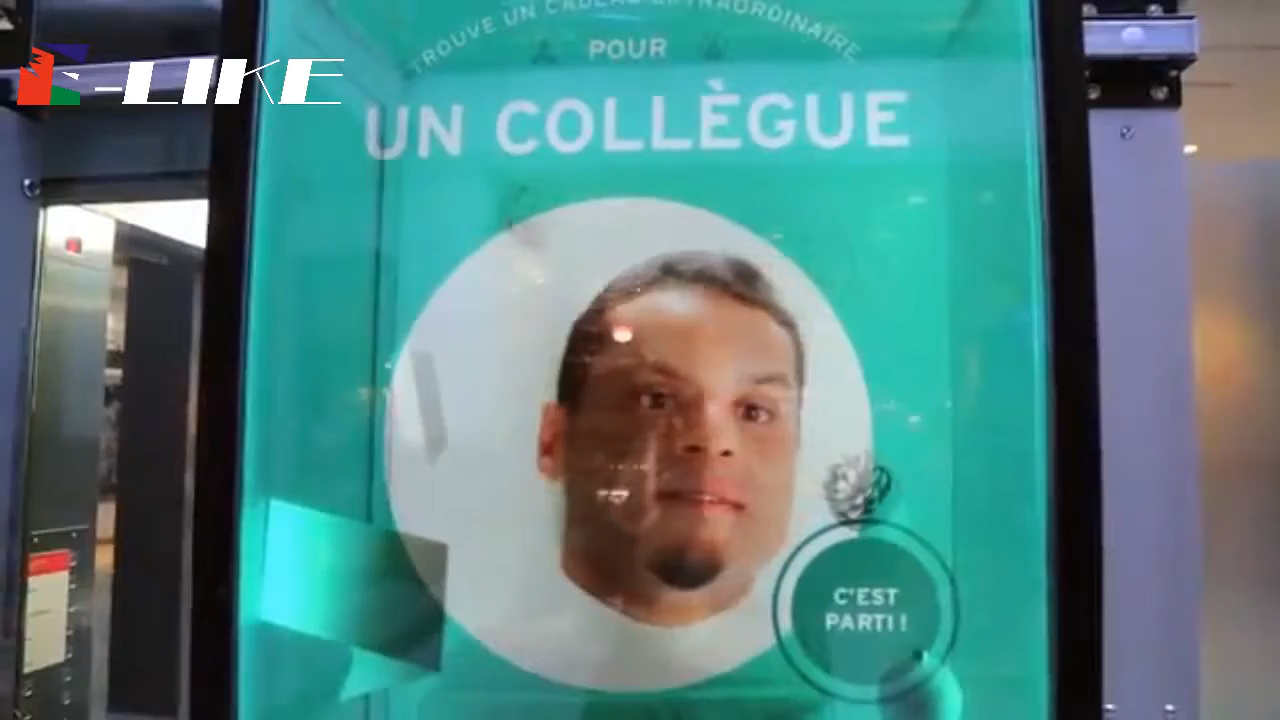 TROUVE UN CADEAU EXTRAORDINAIRE
POUR
UN COLLÈGUE
C'EST
PARTI !
E-LIKE